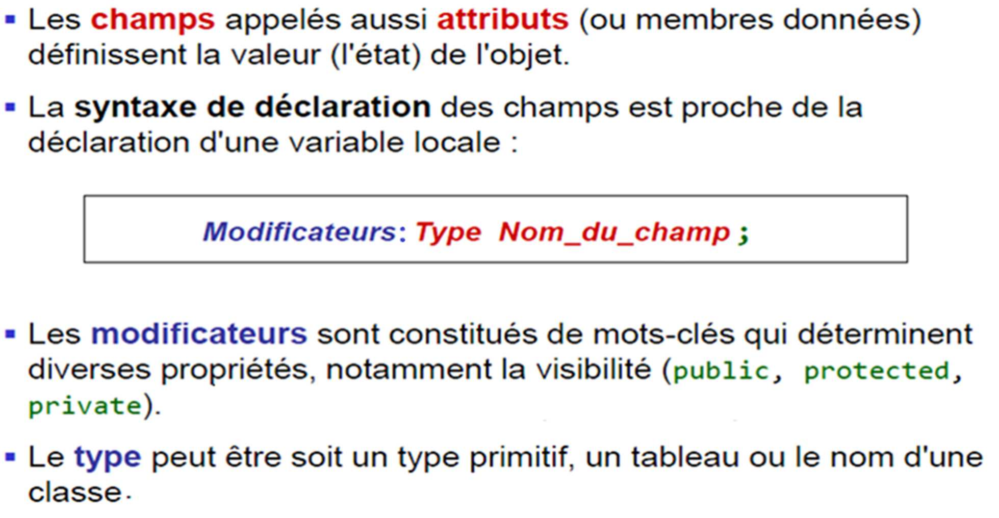 Les champs appelés aussi attributs (ou membres données)
définissent la valeur (l'état) de l'objet.
La syntaxe de déclaration des champs est proche de la
déclaration d'une variable locale :
Modificateurs: Type Nom_du_champ ;
Les modificateurs sont constitués de mots-clés qui déterminent
diverses propriétés, notamment la visibilité (public, protected,
private).
Le type peut être soit un type primitif, un tableau ou le nom d'une
classe.